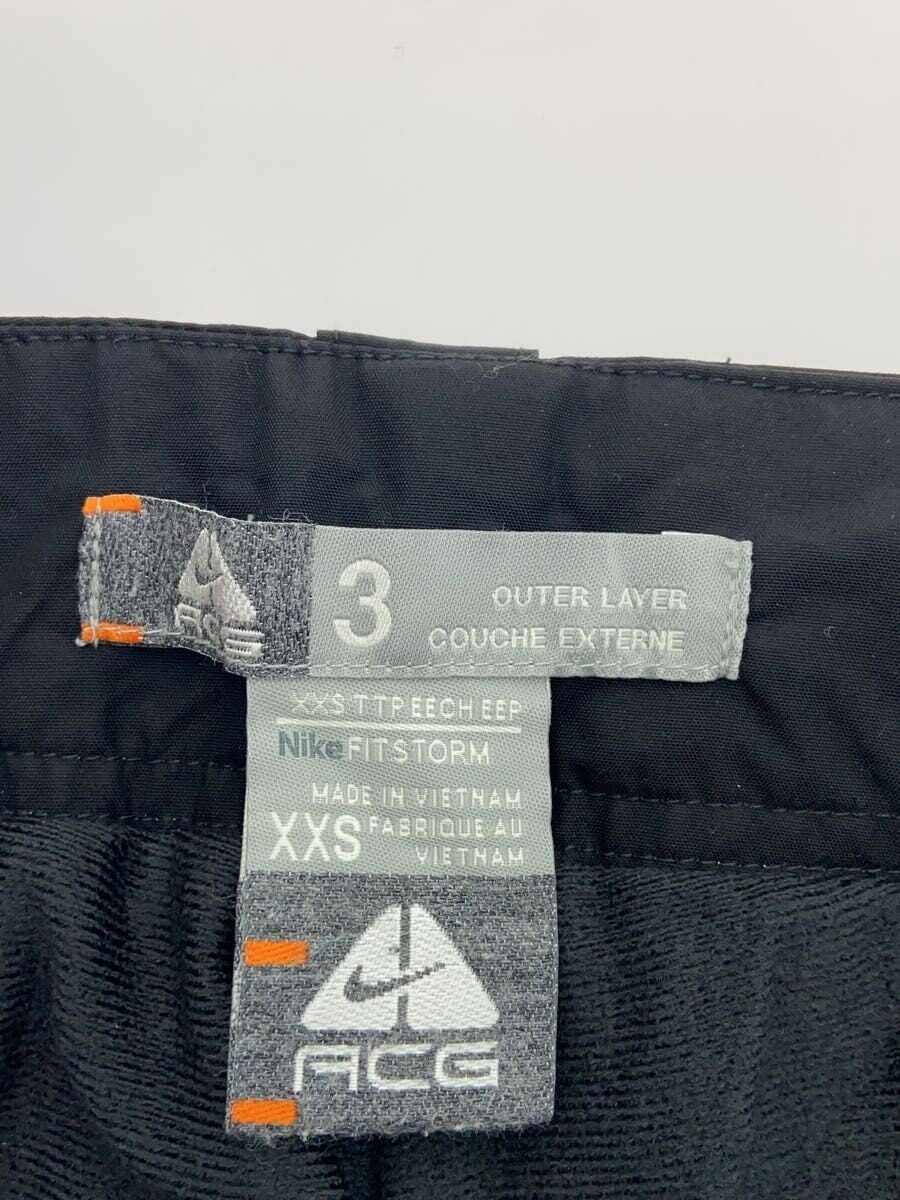 ACG
3
OUTER LAYER
COUCHE EXTERNE
XXS TTP EECH EEP
Nike FIT STORM
MADE IN VIETNAM
XXS
FABRIQUE AU
VIETNAM
ACG